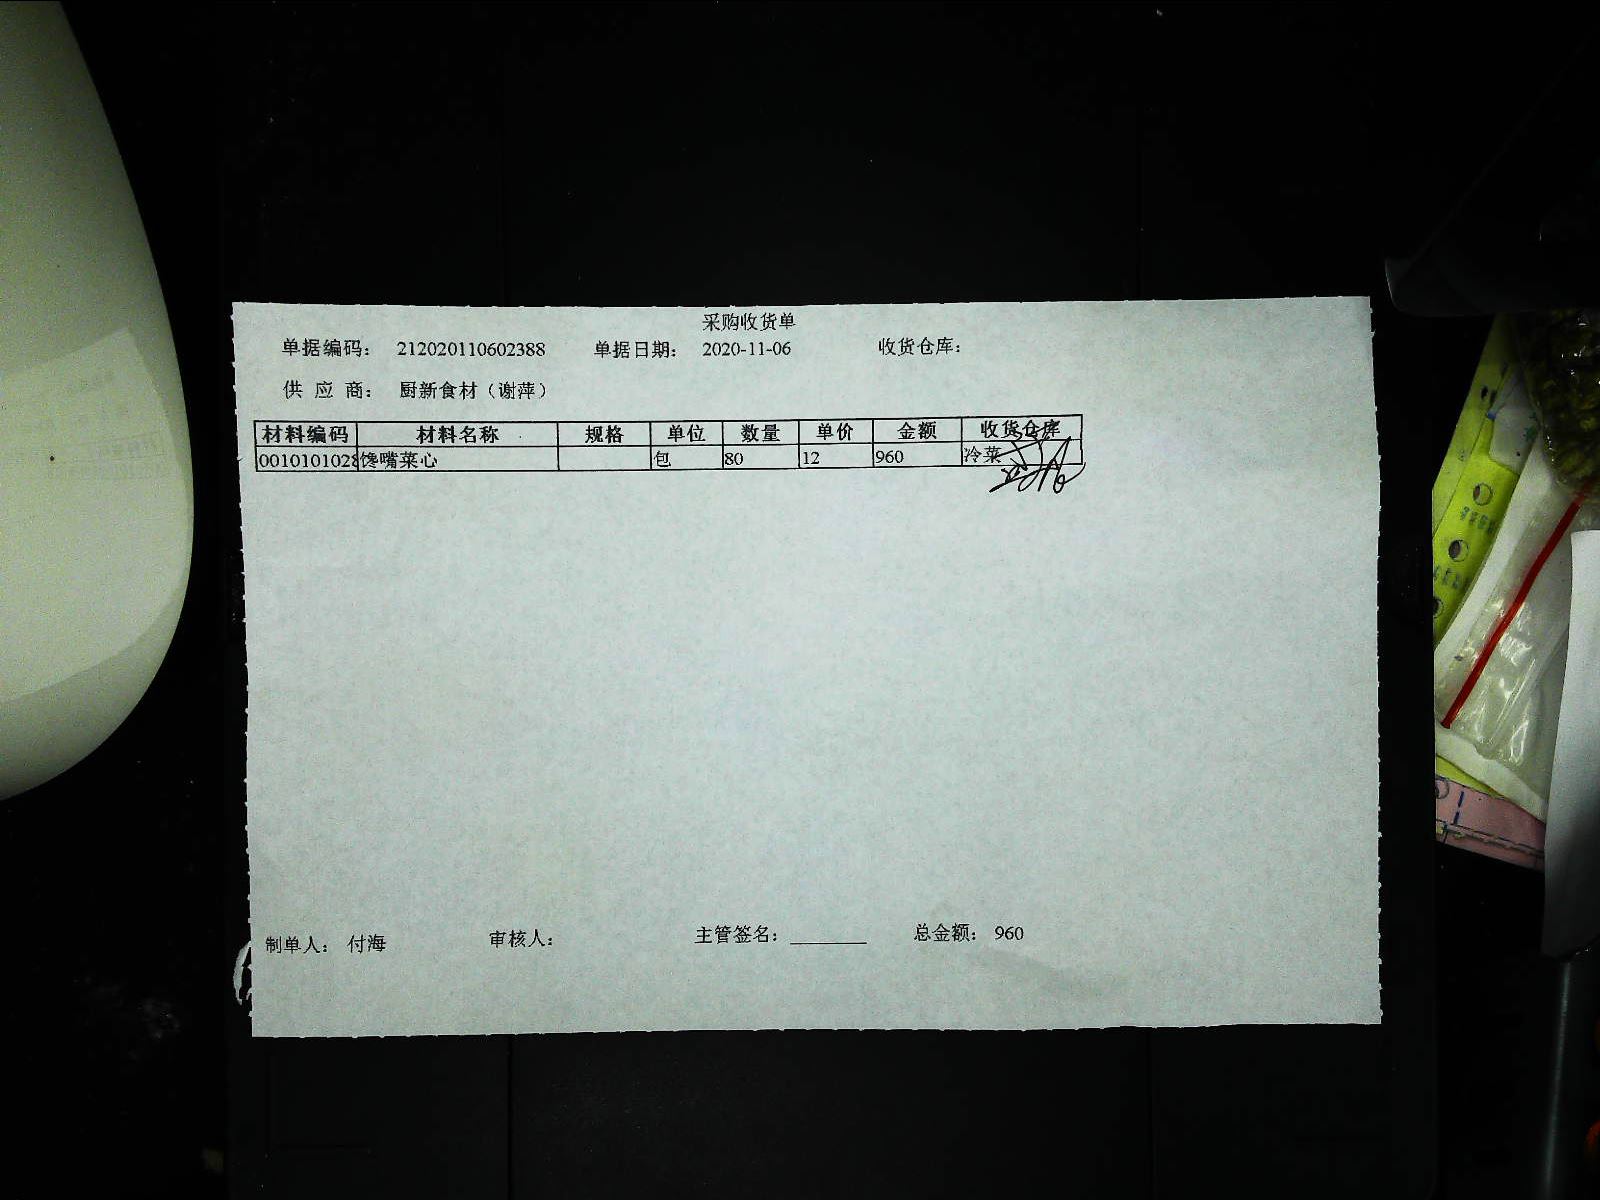 采购收货单
单据编码： 212020110602388 单据日期： 2020-11-06 收货仓库：
供 应 商： 厨新食材（谢萍）
材料编码 材料名称 规格 单位 数量 单价 金额 收货仓库
0010101028 馋嘴菜心 包 80 12 960 冷菜
制单人： 付海 审核人： 主管签名： ________ 总金额： 960